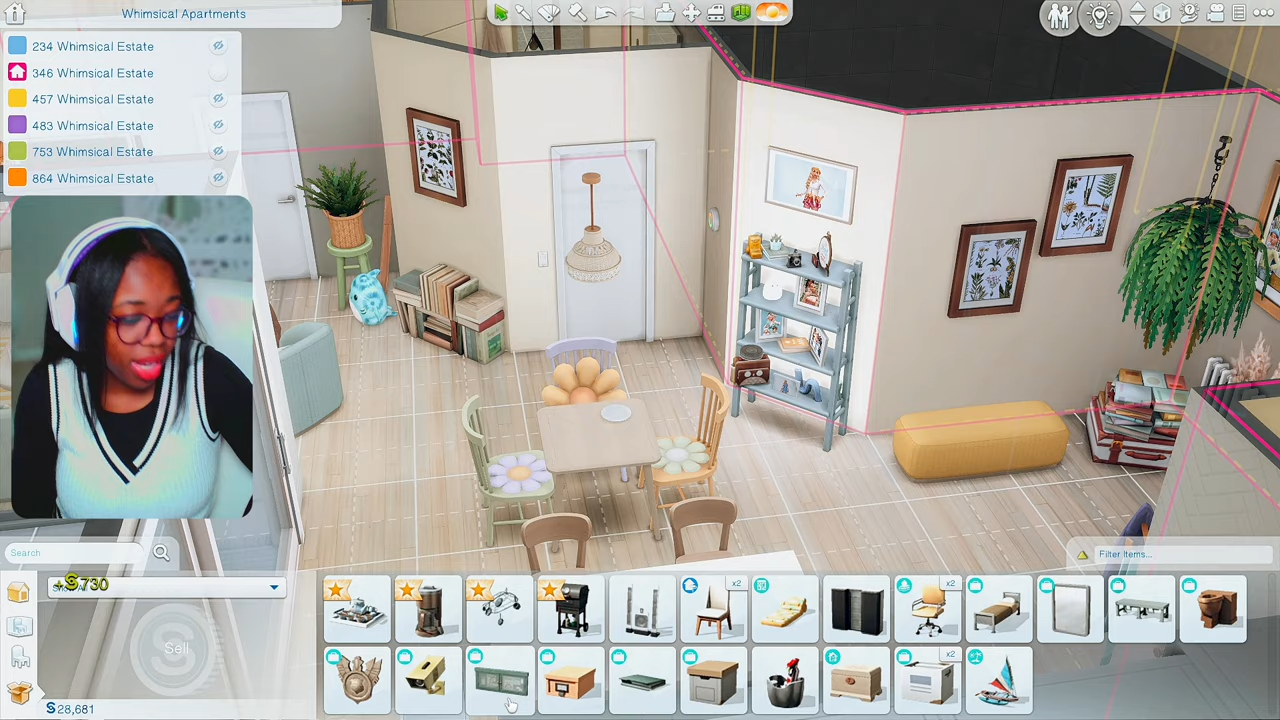 Whimsical Apartments
234 Whimsical Estate
346 Whimsical Estate
457 Whimsical Estate
483 Whimsical Estate
753 Whimsical Estate
864 Whimsical Estate
Search
+§730
Sell
§28,681
Filter Items...
x2
x2
x2